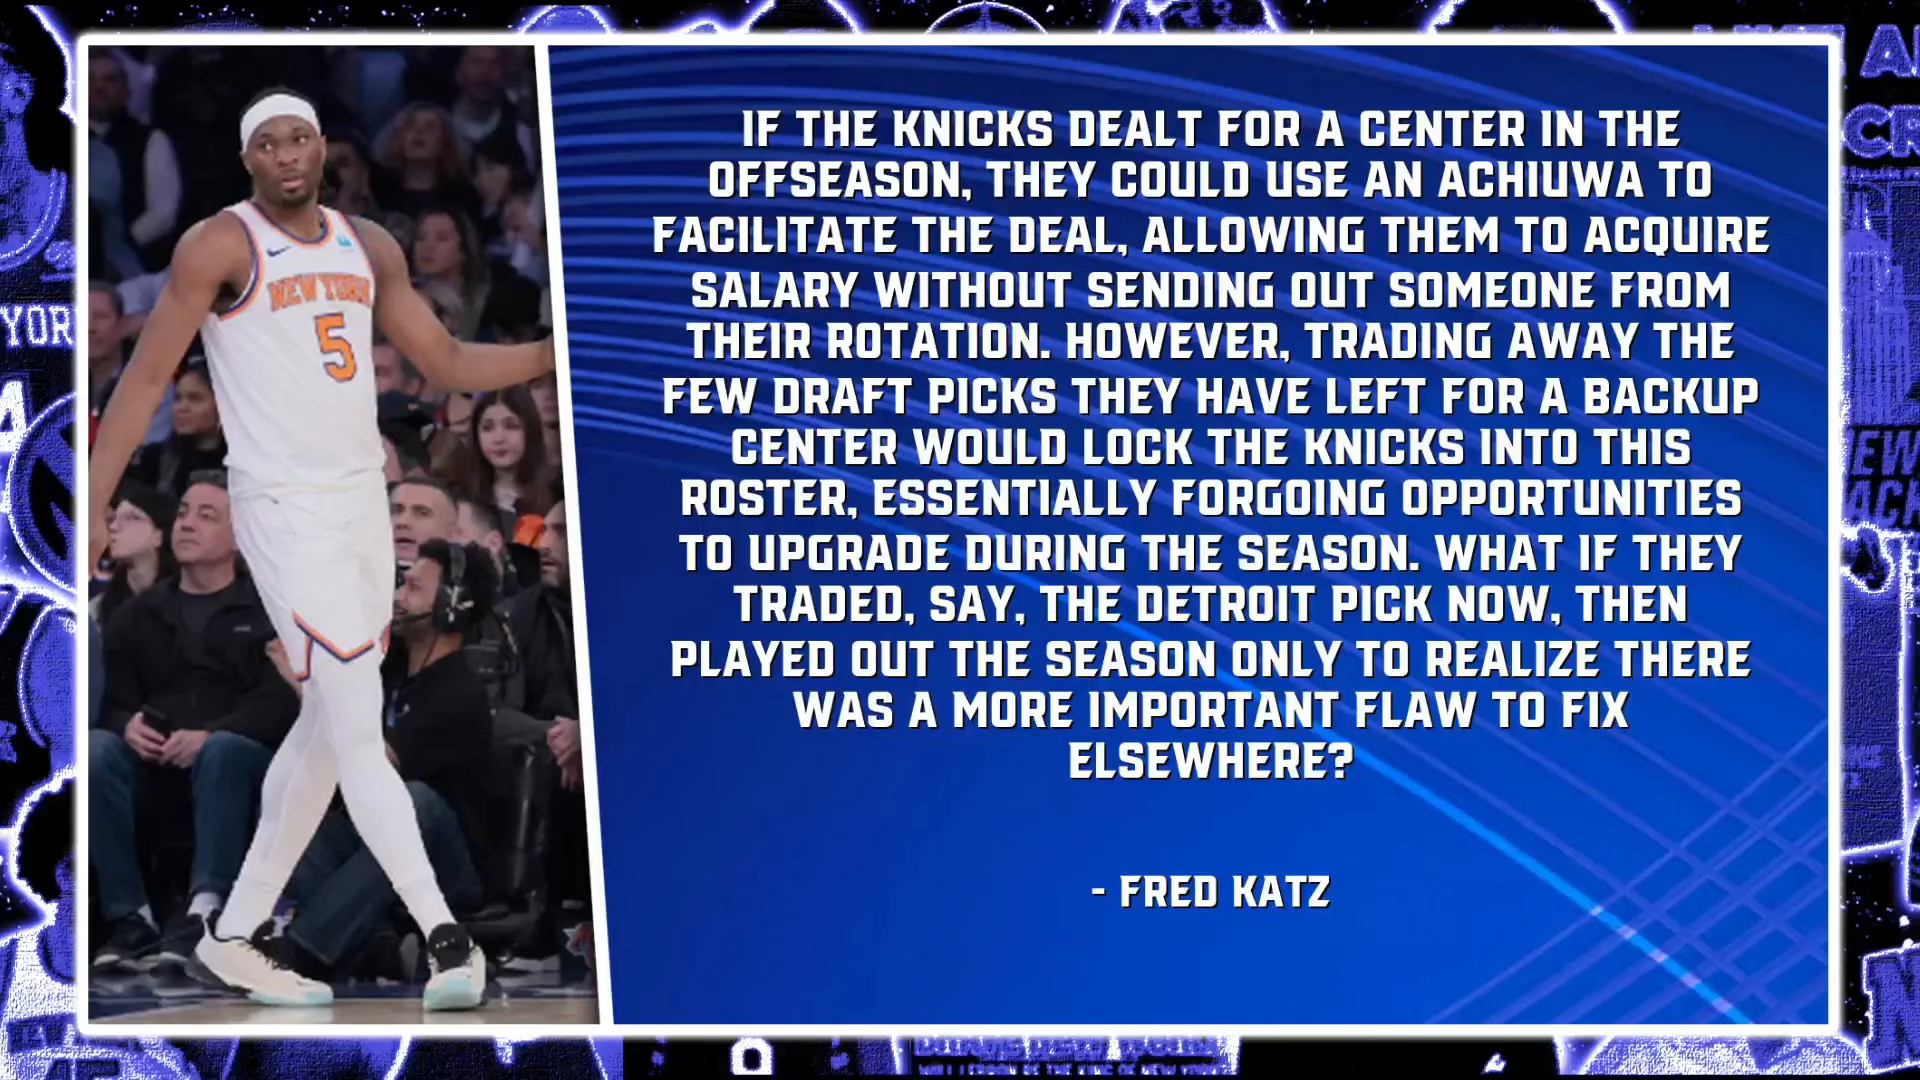 IF THE KNICKS DEALT FOR A CENTER IN THE
OFFSEASON, THEY COULD USE AN ACHIUWA TO
FACILITATE THE DEAL, ALLOWING THEM TO ACQUIRE
SALARY WITHOUT SENDING OUT SOMEONE FROM
THEIR ROTATION. HOWEVER, TRADING AWAY THE
FEW DRAFT PICKS THEY HAVE LEFT FOR A BACKUP
CENTER WOULD LOCK THE KNICKS INTO THIS
ROSTER, ESSENTIALLY FORGOING OPPORTUNITIES
TO UPGRADE DURING THE SEASON. WHAT IF THEY
TRADED, SAY, THE DETROIT PICK NOW, THEN
PLAYED OUT THE SEASON ONLY TO REALIZE THERE
WAS A MORE IMPORTANT FLAW TO FIX
ELSEWHERE?
- FRED KATZ
NEW YORK
5